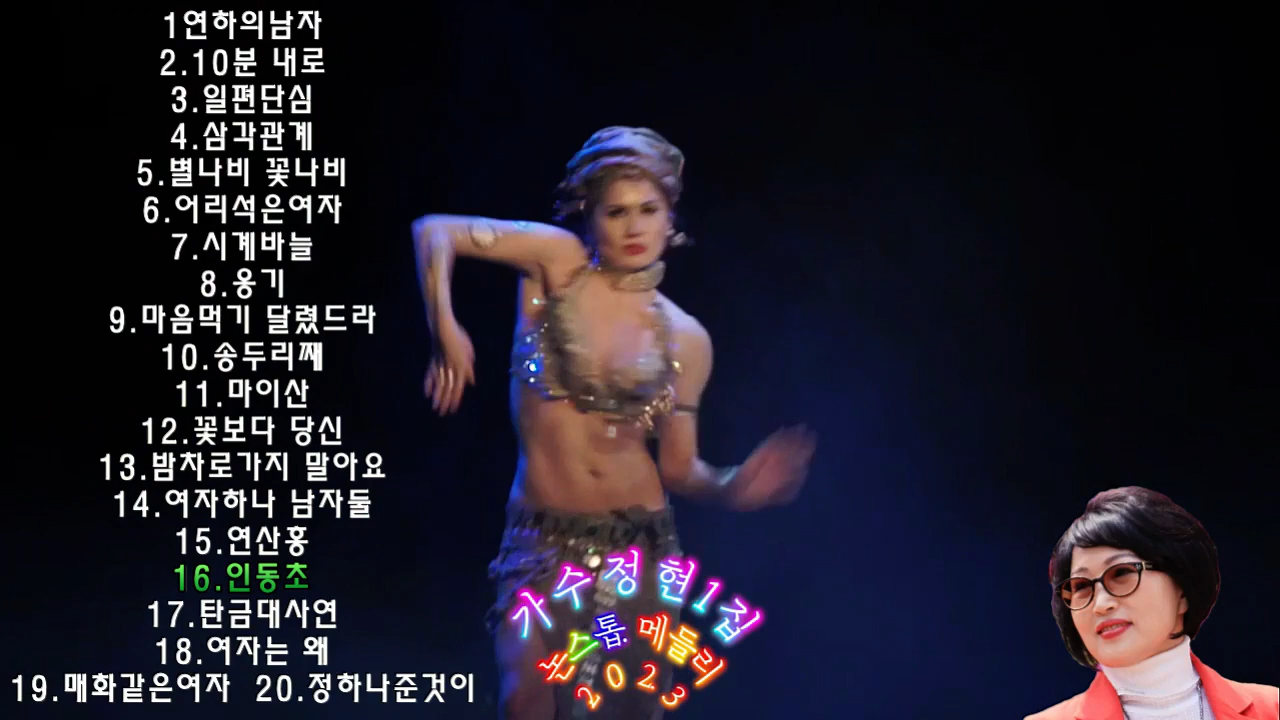 1연하의남자
2.10분 내로
3.일편단심
4.삼각관계
5.별나비 꽃나비
6.어리석은여자
7.시계바늘
8.옹기
9.마음먹기 달렸드라
10.송두리째
11.마이산
12.꽃보다 당신
13.밤차로가지 말아요
14.여자하나 남자둘
15.연산홍
16.인동초
17.탄금대사연
18.여자는 왜
19.매화같은여자 20.정하나준것이
가수정현1집
논스톱 메들리
2023